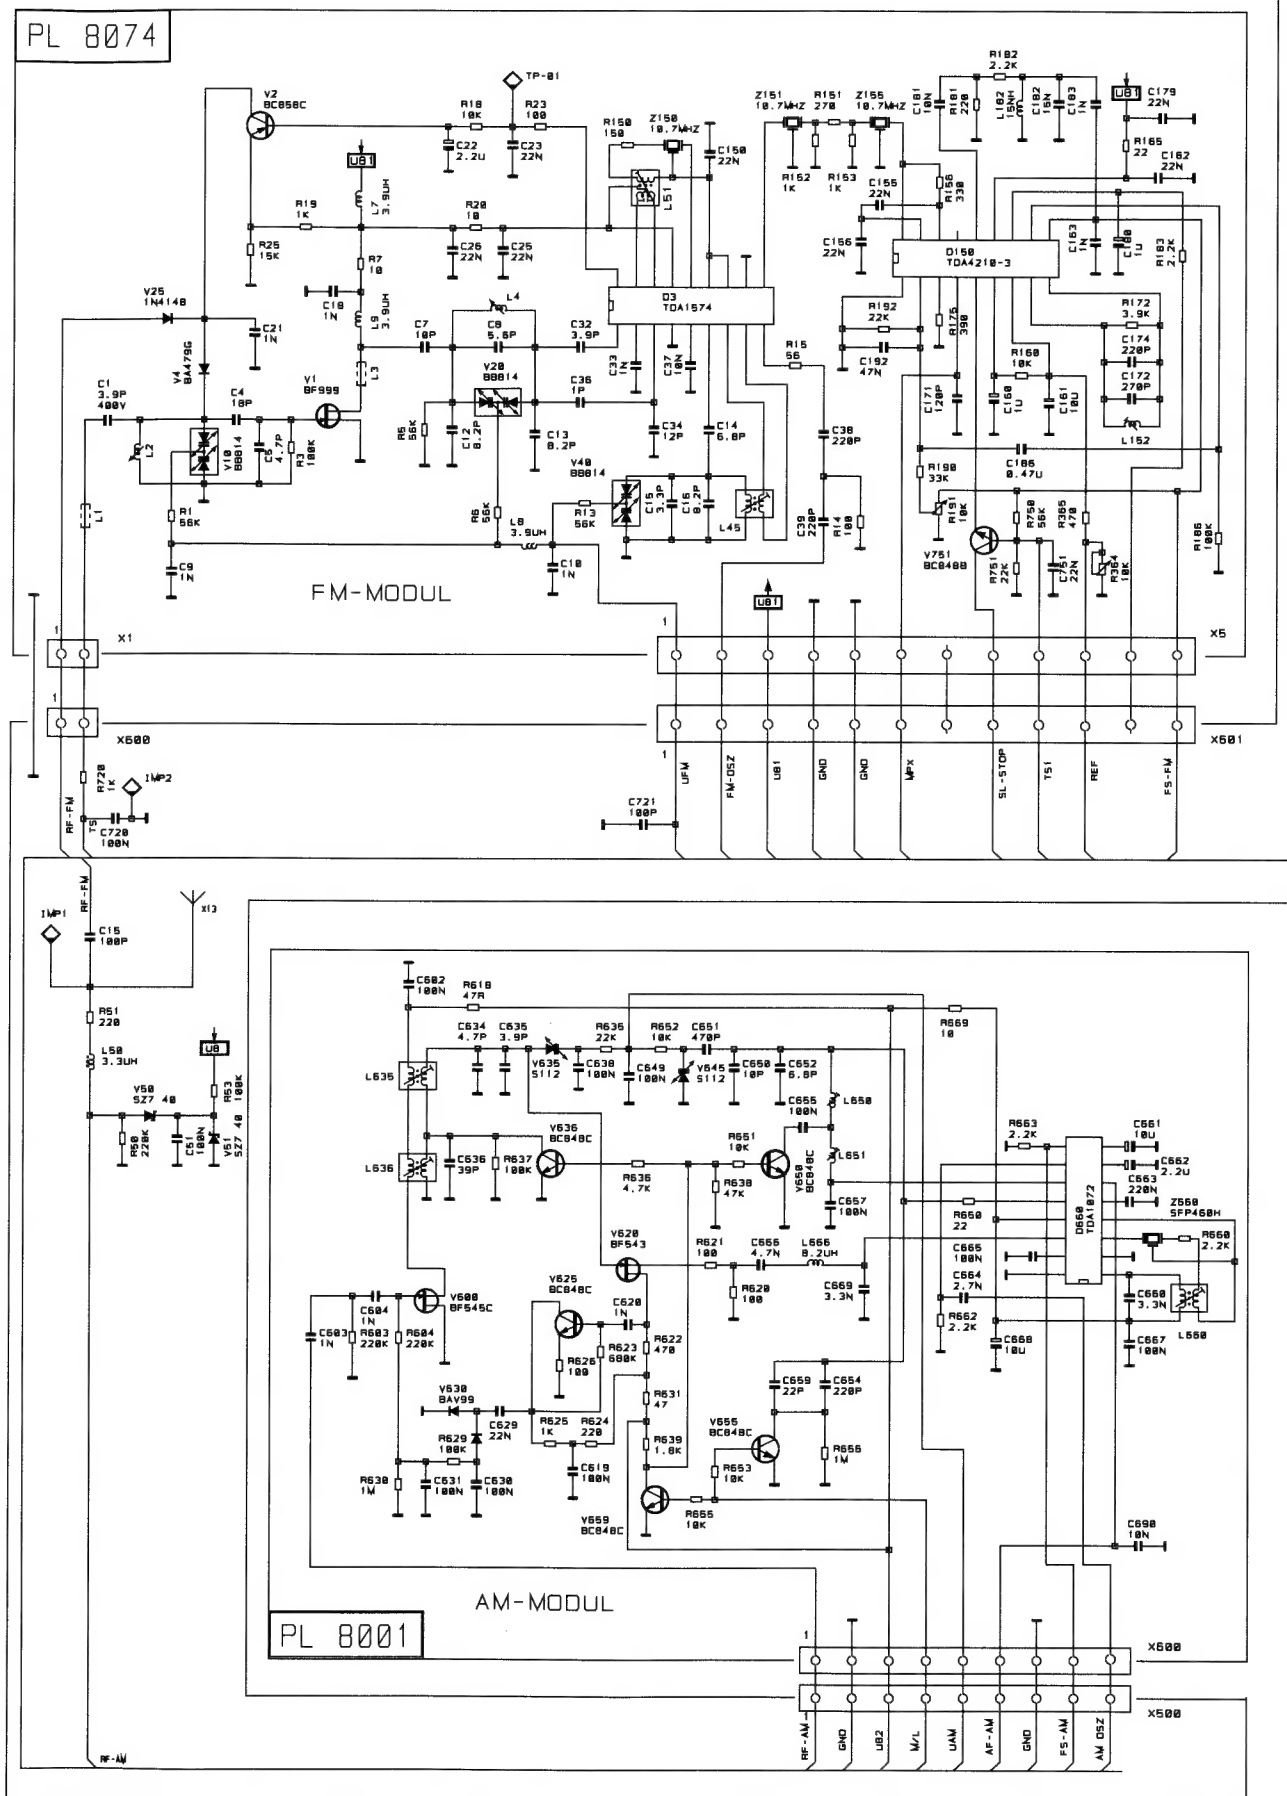 PL 8074
TP-01
V2
BC858C
R18
10K
R23
100
C22
2.2U
C23
22N
R150
150
Z150
10.7MHZ
C150
22N
Z151
10.7MHZ
R151
270
Z155
10.7MHZ
C181
10N
R181
220
R182
2.2K
L182
15NH
C182
15N
C183
1N
UB1
C179
22N
R165
22
C162
22N
UB1
L7
3.9UH
R19
1K
R20
10
R25
15K
C26
22N
C25
22N
L51
R152
1K
R153
1K
C155
22N
R156
330
C156
22N
D150
TDA4210-3
C163
1N
C180
1U
R183
2.2K
R7
10
C18
1N
L9
3.9UH
V25
1N4148
C21
1N
L4
D3
TDA1574
R192
22K
R175
390
R172
3.9K
C174
220P
C172
270P
L152
C7
10P
C8
5.6P
C32
3.9P
C33
1N
C37
10N
R15
56
C192
47N
R160
10K
C171
120P
C160
1U
C161
10U
V4
BA479G
C1
3.9P
400V
L2
C4
18P
V1
BF999
L3
V20
BB814
C36
1P
V10
BB814
C5
4.7P
R3
100K
R5
56K
C12
8.2P
C13
8.2P
C34
12P
C14
6.8P
C38
220P
C186
0.47U
L1
R1
56K
R6
56K
V40
BB814
R13
56K
C15
3.3P
C16
8.2P
L45
C39
220P
R14
100
R190
33K
R191
10K
R750
56K
R365
470
R186
100K
L8
3.9UH
C10
1N
C9
1N
V751
BC848B
R751
22K
C751
22N
R364
10K
FM-MODUL
UB1
1
X1
1
X5
1
X600
1
X601
R720
1K
IMP2
RF-FM
TS
C720
100N
C721
100P
UFM
FM-OSZ
UB1
GND
GND
MPX
SL-STOP
TS1
REF
FS-FM
RF-FM
IMP1
X13
C15
100P
R51
220
L50
3.3UH
UB
R53
100K
V50
SZ7 40
R60
220K
C51
100N
V51
SZ7 40
C682
100N
R618
47R
R669
10
C634
4.7P
C635
3.9P
R635
22K
R652
10K
C651
470P
L635
V635
S112
C638
100N
C649
100N
V645
S112
C650
10P
C652
6.8P
C655
100N
L650
V636
BC848C
L636
C636
39P
R637
100K
R636
4.7K
R651
10K
R638
47K
V650
BC848C
L651
C657
100N
R663
2.2K
C661
10U
C662
2.2U
C663
220N
D660
TDA1072
Z660
SFP460H
R650
22
R660
2.2K
V620
BF543
R621
100
C666
4.7N
L666
8.2UH
R620
100
C669
3.3N
C665
100N
C664
2.7N
R662
2.2K
C668
10U
C660
3.3N
C667
100N
L660
V600
BF545C
C604
1N
C603
1N
R603
220K
R604
220K
V625
BC848C
C620
1N
R626
100
R623
680K
R622
470
R631
47
C659
22P
C654
220P
V630
BAV99
C629
22N
R625
1K
R624
220
R629
100K
C619
100N
R639
1.8K
V655
BC848C
R653
10K
R656
1M
R630
1M
C631
100N
C630
100N
V659
BC848C
R655
10K
C690
10N
AM-MODUL
PL 8001
1
X600
1
X500
RF-AM
RF-AM
GND
UB2
M/L
UAM
AF-AM
GND
FS-AM
AM OSZ